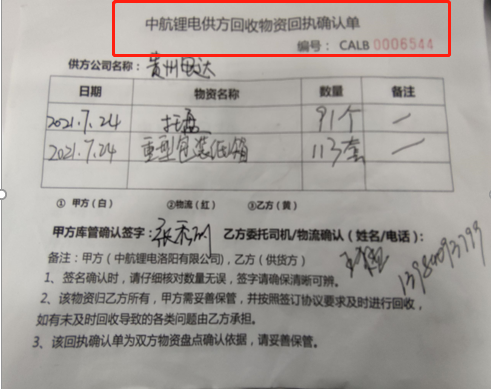 中航锂电供方回收物资回执确认单
编号: CALB 0006544
供方公司名称: 贵州思达
日期 物资名称 数量 备注
2021.7.24 托盘 91个 —
2021.7.24 重型包装纸箱 113套 —
① 甲方(白) ②物流(红) ③乙方(黄)
甲方库管确认签字: 乙方委托司机/物流确认(姓名/电话):
备注: 甲方(中航锂电洛阳有限公司), 乙方(供货方)
1、签名确认时,请仔细核对数量无误,签字请确保清晰可辨。
2、该物资归乙方所有,甲方需妥善保管,并按照签订协议要求及时进行回收,
如有未及时回收导致的各类问题由乙方承担。
3、该回执确认单为双方物资盘点确认依据,请妥善保管。